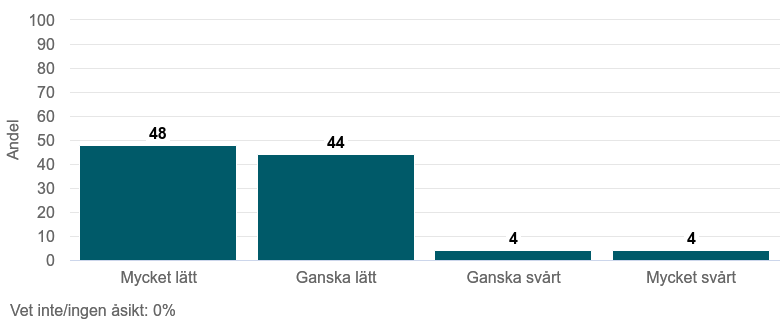 100
90
80
70
60
50
40
30
20
10
0
Andel
48
44
4
4
Mycket lätt
Ganska lätt
Ganska svårt
Mycket svårt
Vet inte/ingen åsikt: 0%